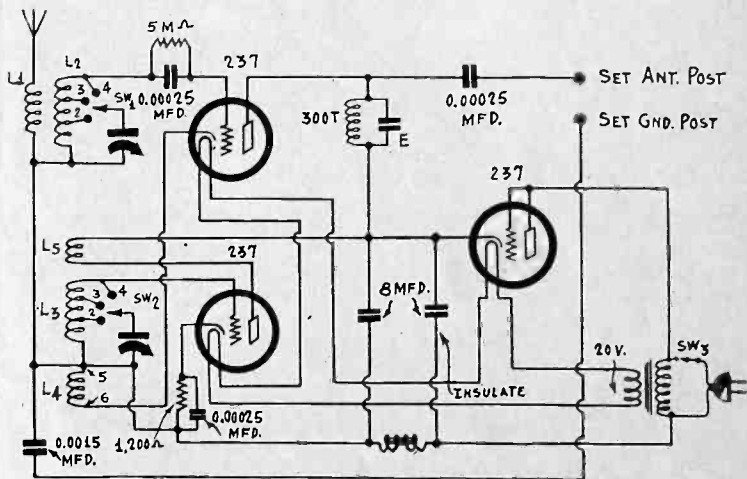 5 MΩ
237
L1
L2
4
3
2
SW1
0.00025
MFD.
0.00025
MFD.
SET ANT. POST
SET GND. POST
300T
E
237
L5
237
4
3
2
L3
SW2
8 MFD.
SW3
20 V.
5
L4
6
INSULATE
0.0015
MFD.
1,200Ω
0.00025
MFD.